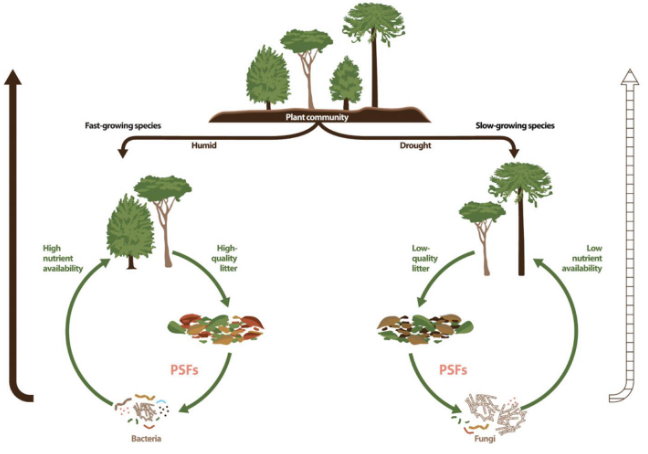 Plant community
Fast-growing species
Slow-growing species
Humid
Drought
High
nutrient
availability
High-
quality
litter
Low-
quality
litter
Low
nutrient
availability
PSFs
PSFs
Bacteria
Fungi